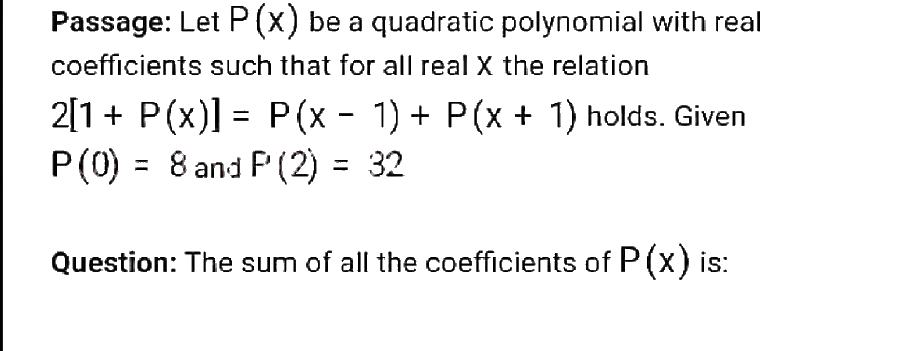 Passage: Let P(x) be a quadratic polynomial with real
coefficients such that for all real X the relation
2[1 + P(x)] = P(x − 1) + P(x + 1) holds. Given
P(0) = 8 and P(2) = 32
Question: The sum of all the coefficients of P(x) is: